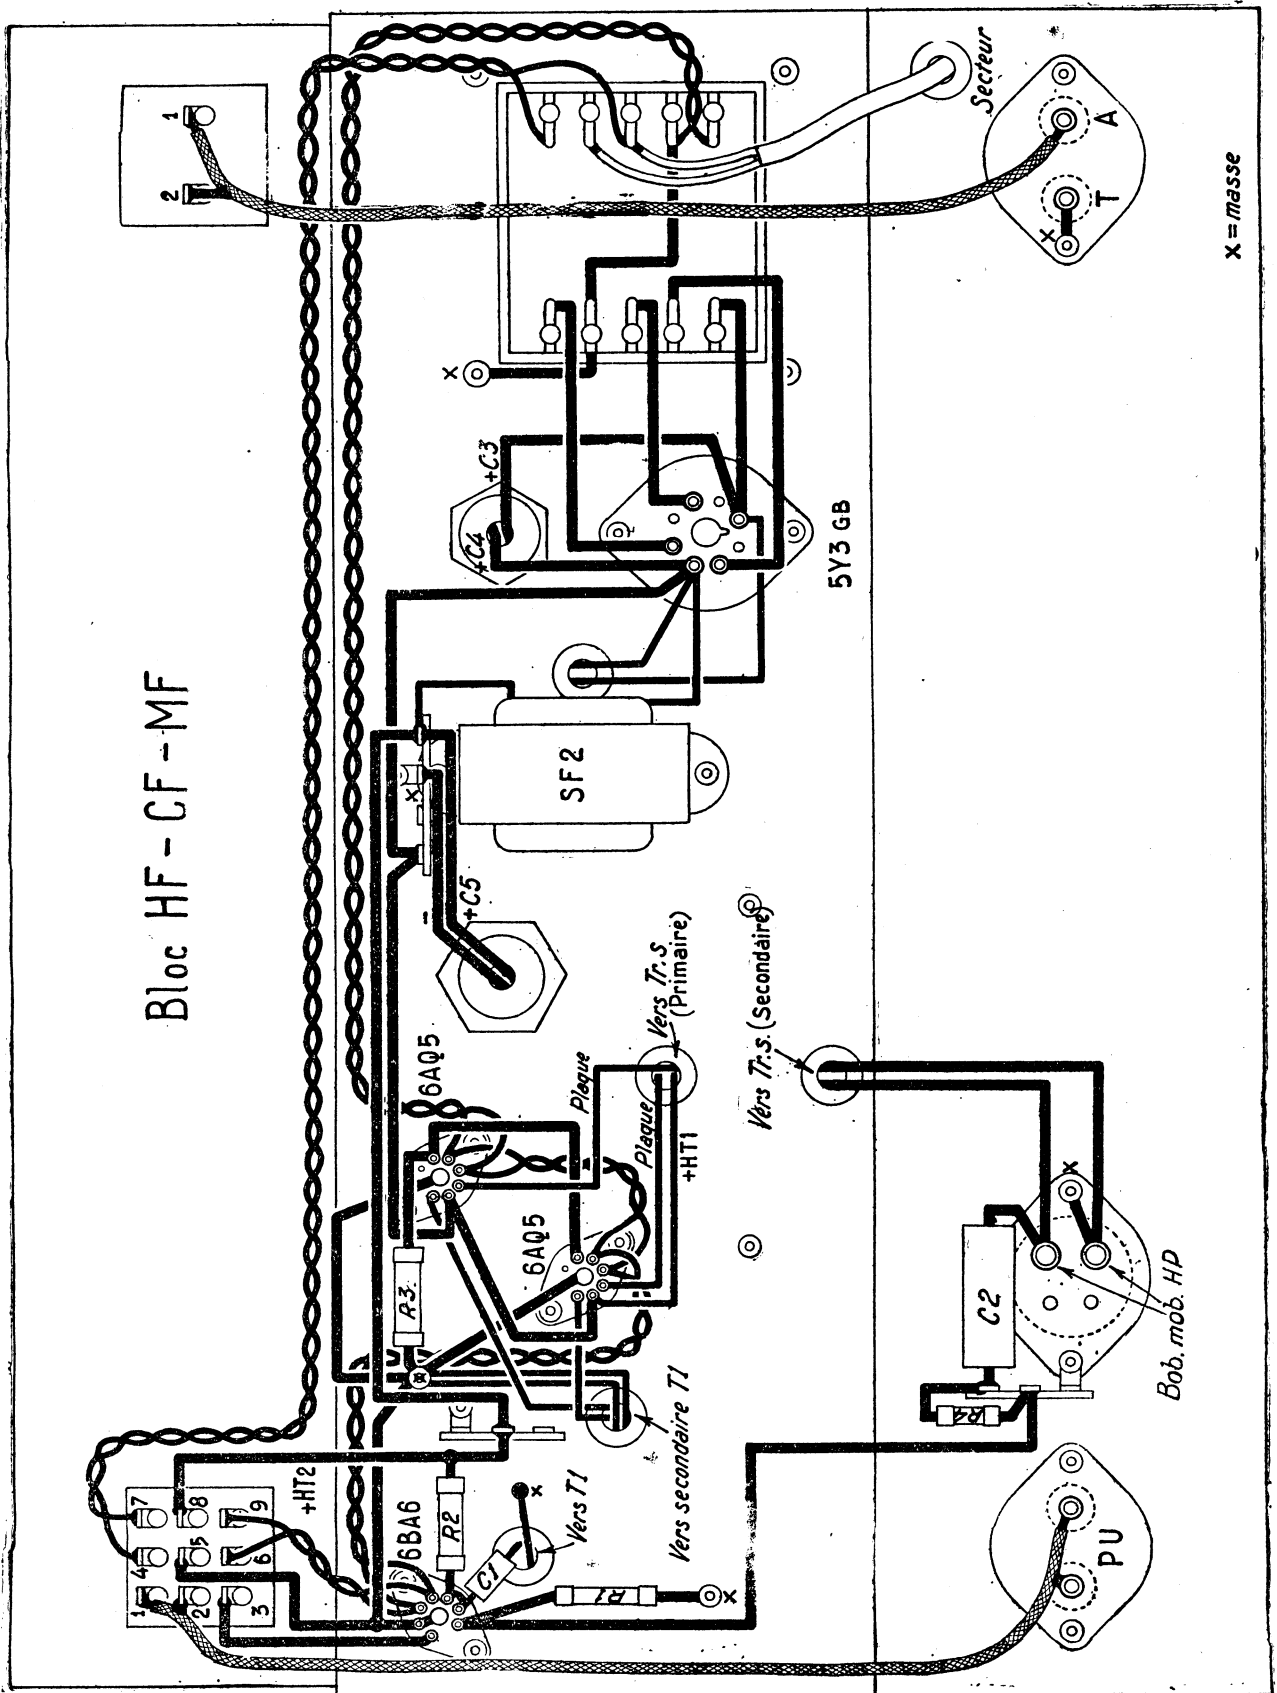 Bloc HF-CF-MF
1
2
Secteur
A
T
x
x = masse
x
+C3
+C4
5Y3 GB
SF2
x
-
+C5
6AQ5
6AQ5
Plaque
Plaque
Vers Tr.S
(Primaire)
Vers Tr.S. (Secondaire)
+HT1
R3
x
C2
R4
Bob. mob. HP
Vers secondaire T1
Vers T1
x
+HT2
7
8
9
4
5
6
1
2
3
6BA6
R2
C1
R1
x
PU